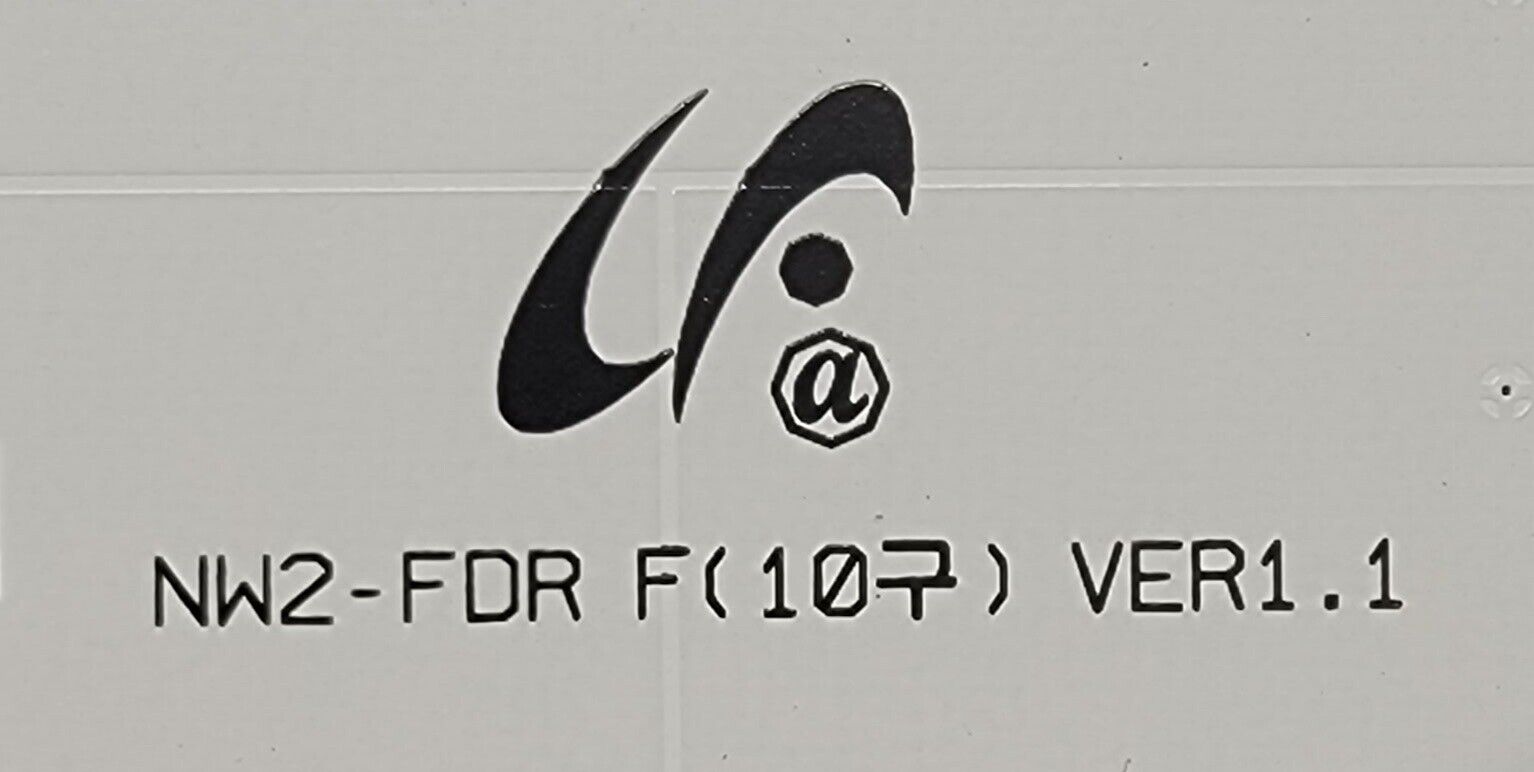 a
NW2-FDR F(10구) VER1.1